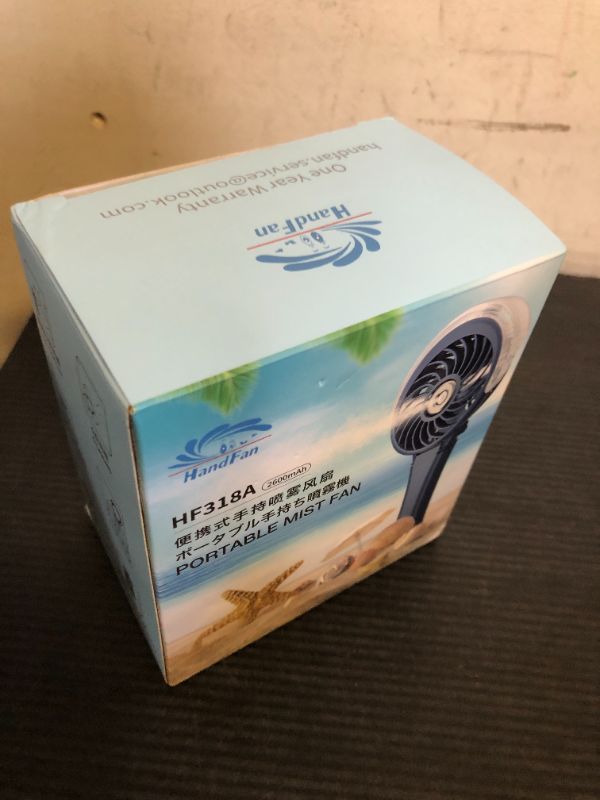 One Year Warranty
handfan.service@outlook.com
HandFan
HandFan
HF318A 2600mAh
便携式手持喷雾风扇
ポータブル手持ち噴霧機
PORTABLE MIST FAN